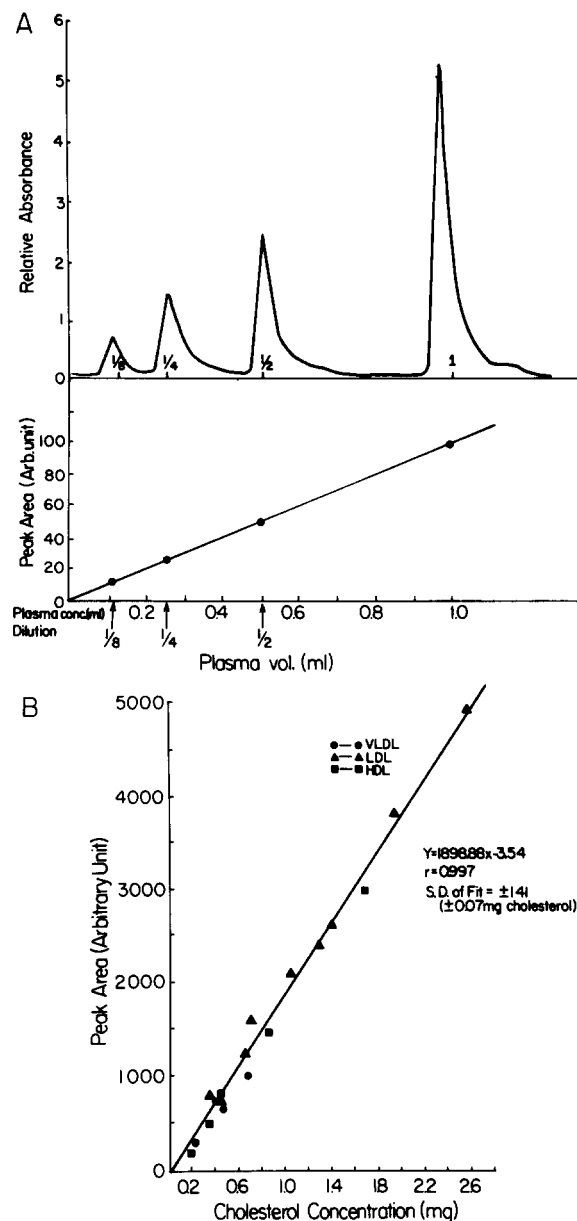 A
6
5
4
3
2
1
0
Relative Absorbance
1/8
1/4
1/2
1
100
80
60
40
20
0
Peak Area (Arb.unit)
Plasma conc(ml)
0.2
0.4
0.6
0.8
1.0
Dilution
1/8
1/4
1/2
Plasma vol. (ml)
B
5000
4000
3000
2000
1000
0
Peak Area (Arbitrary Unit)
VLDL
LDL
HDL
Y=1898.88x-3.54
r=0.997
S.D. of Fit = ±141
(±0.07mg cholesterol)
0.2
0.6
1.0
1.4
1.8
2.2
2.6
Cholesterol Concentration (mg)